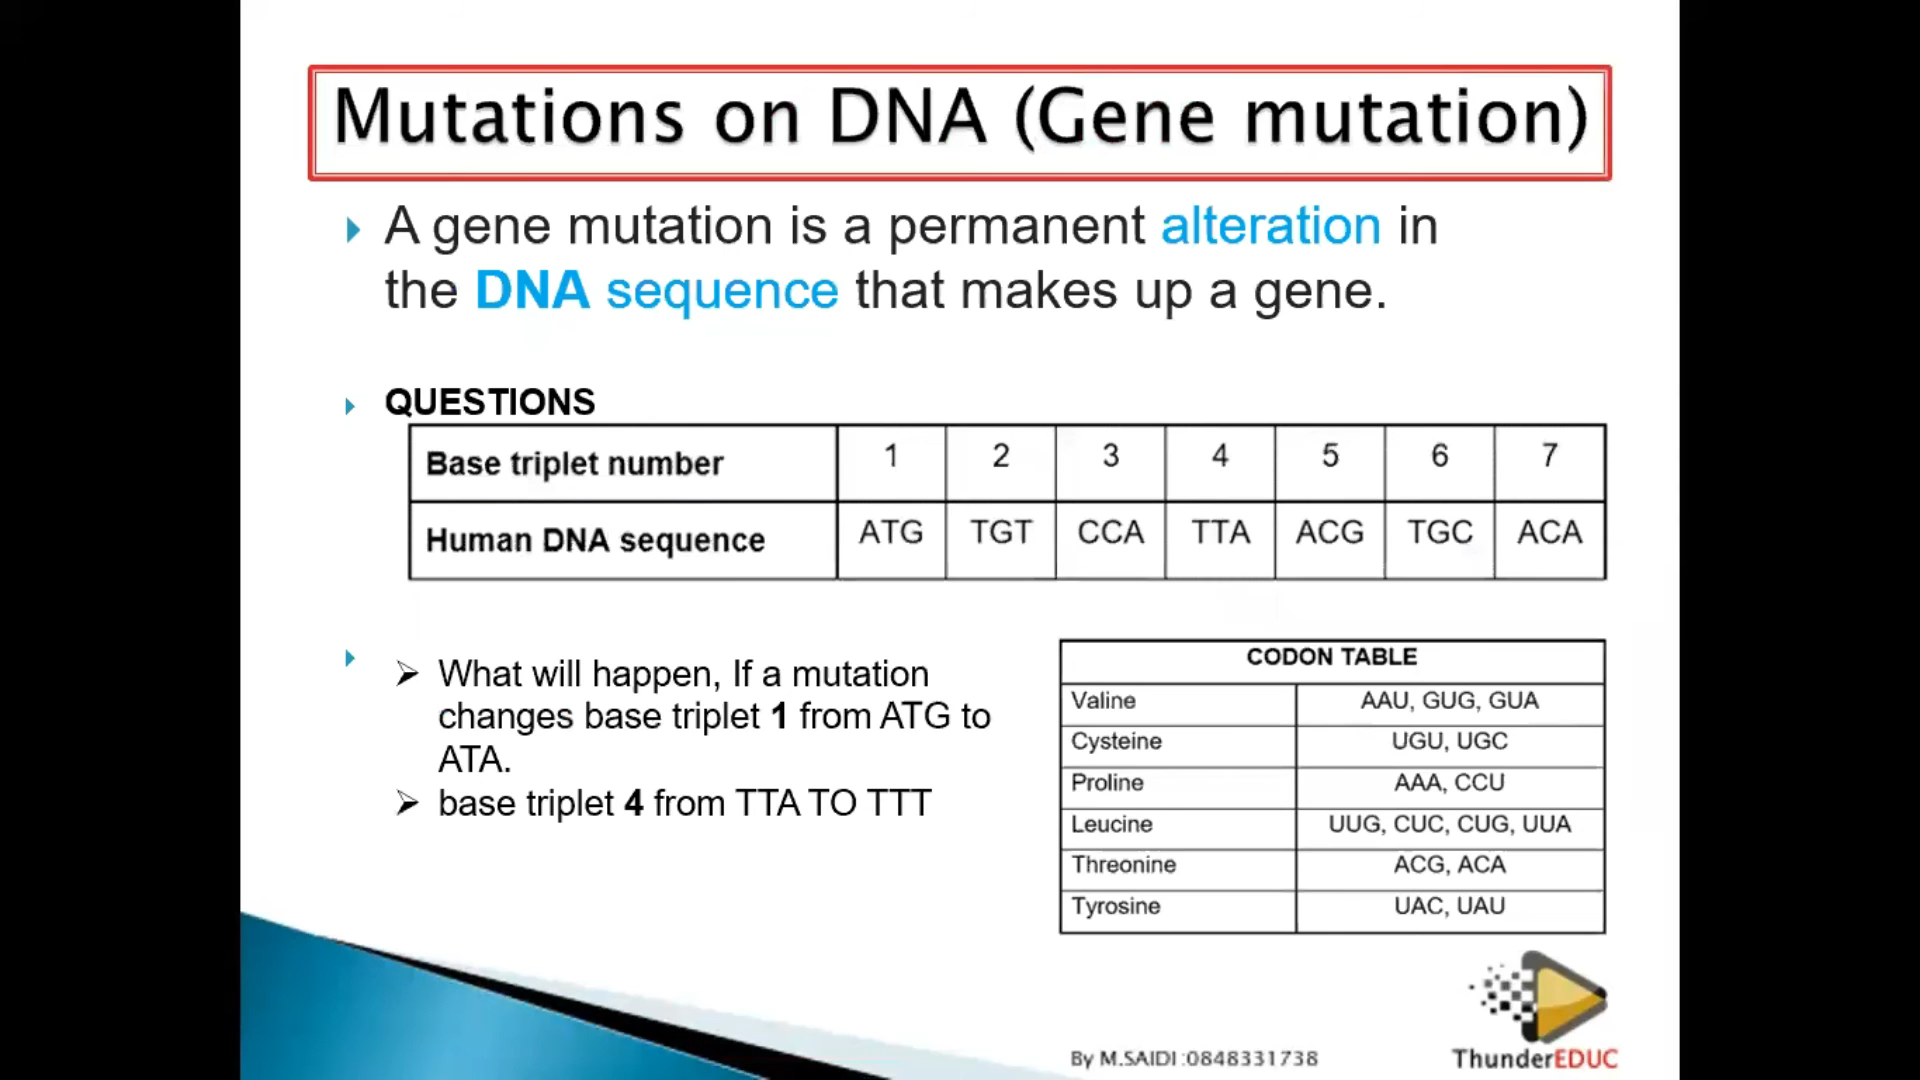 Mutations on DNA (Gene mutation)
A gene mutation is a permanent alteration in
the DNA sequence that makes up a gene.
QUESTIONS
Base triplet number 1 2 3 4 5 6 7
Human DNA sequence ATG TGT CCA TTA ACG TGC ACA
What will happen, If a mutation
changes base triplet 1 from ATG to
ATA.
base triplet 4 from TTA TO TTT
CODON TABLE
Valine AAU, GUG, GUA
Cysteine UGU, UGC
Proline AAA, CCU
Leucine UUG, CUC, CUG, UUA
Threonine ACG, ACA
Tyrosine UAC, UAU
By M.SAIDI :0848331738
ThunderEDUC